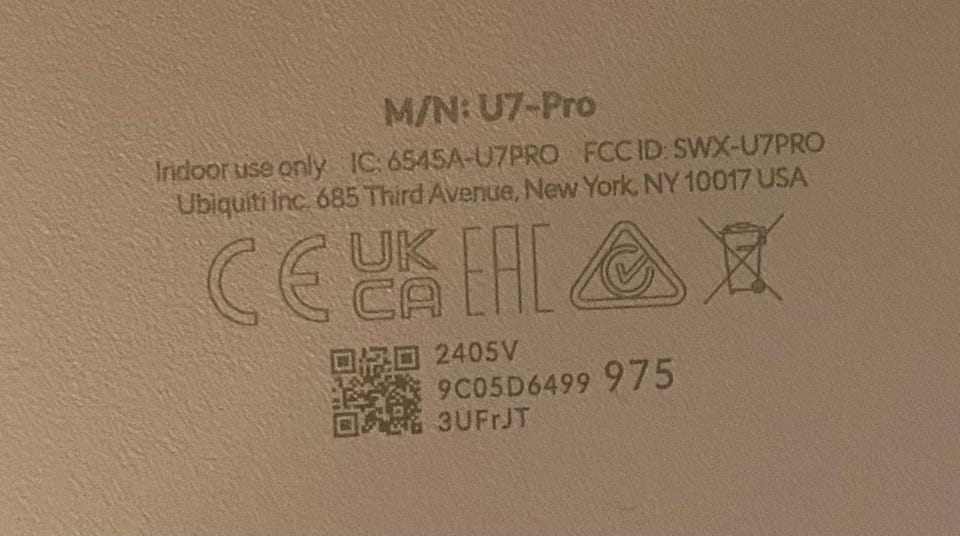 M/N: U7-Pro
Indoor use only IC: 6545A-U7PRO FCC ID: SWX-U7PRO
Ubiquiti Inc. 685 Third Avenue, New York, NY 10017 USA
CE UK CA EAC
2405V
9C05D6499 975
3UFrJT